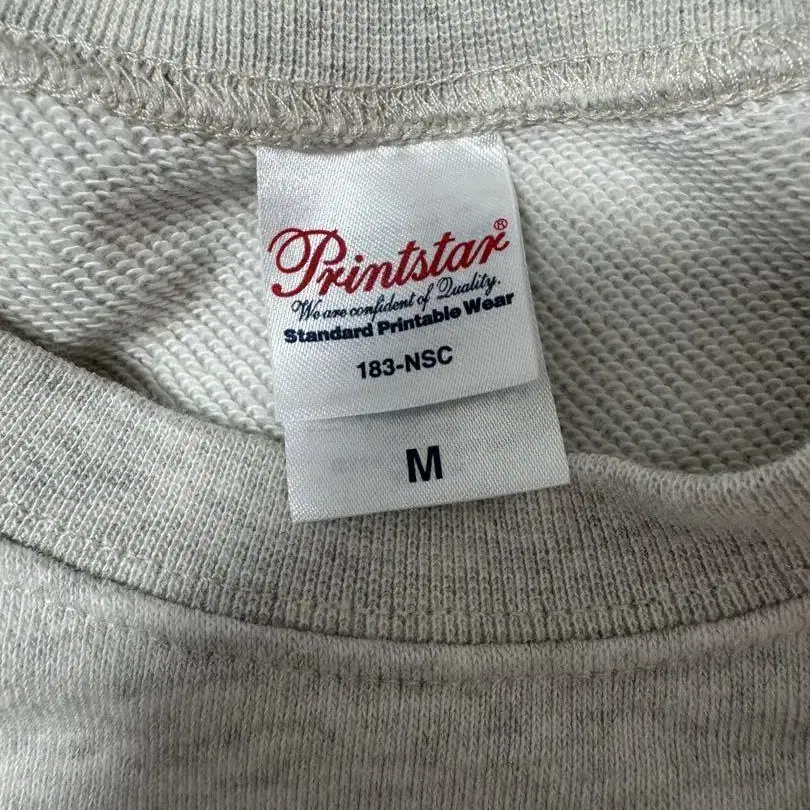 Printstar®
We are confident of Quality.
Standard Printable Wear
183-NSC
M